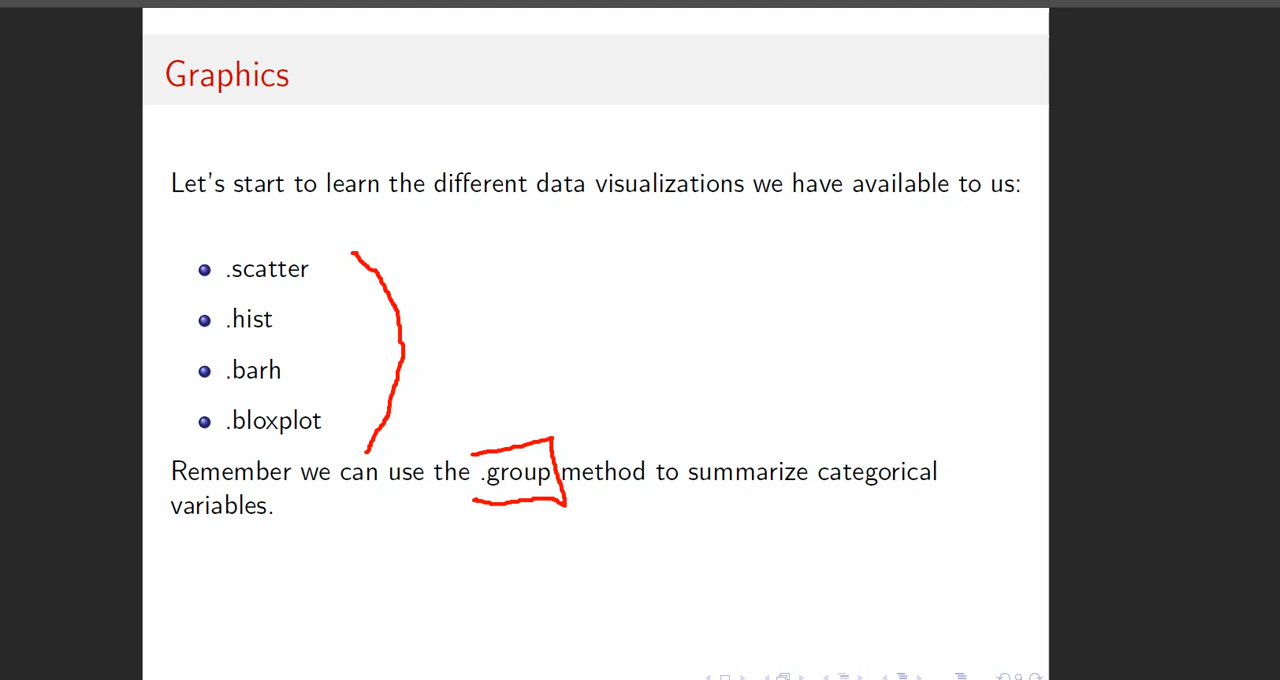 Graphics
Let's start to learn the different data visualizations we have available to us:
.scatter
.hist
.barh
.bloxplot
Remember we can use the .group method to summarize categorical
variables.